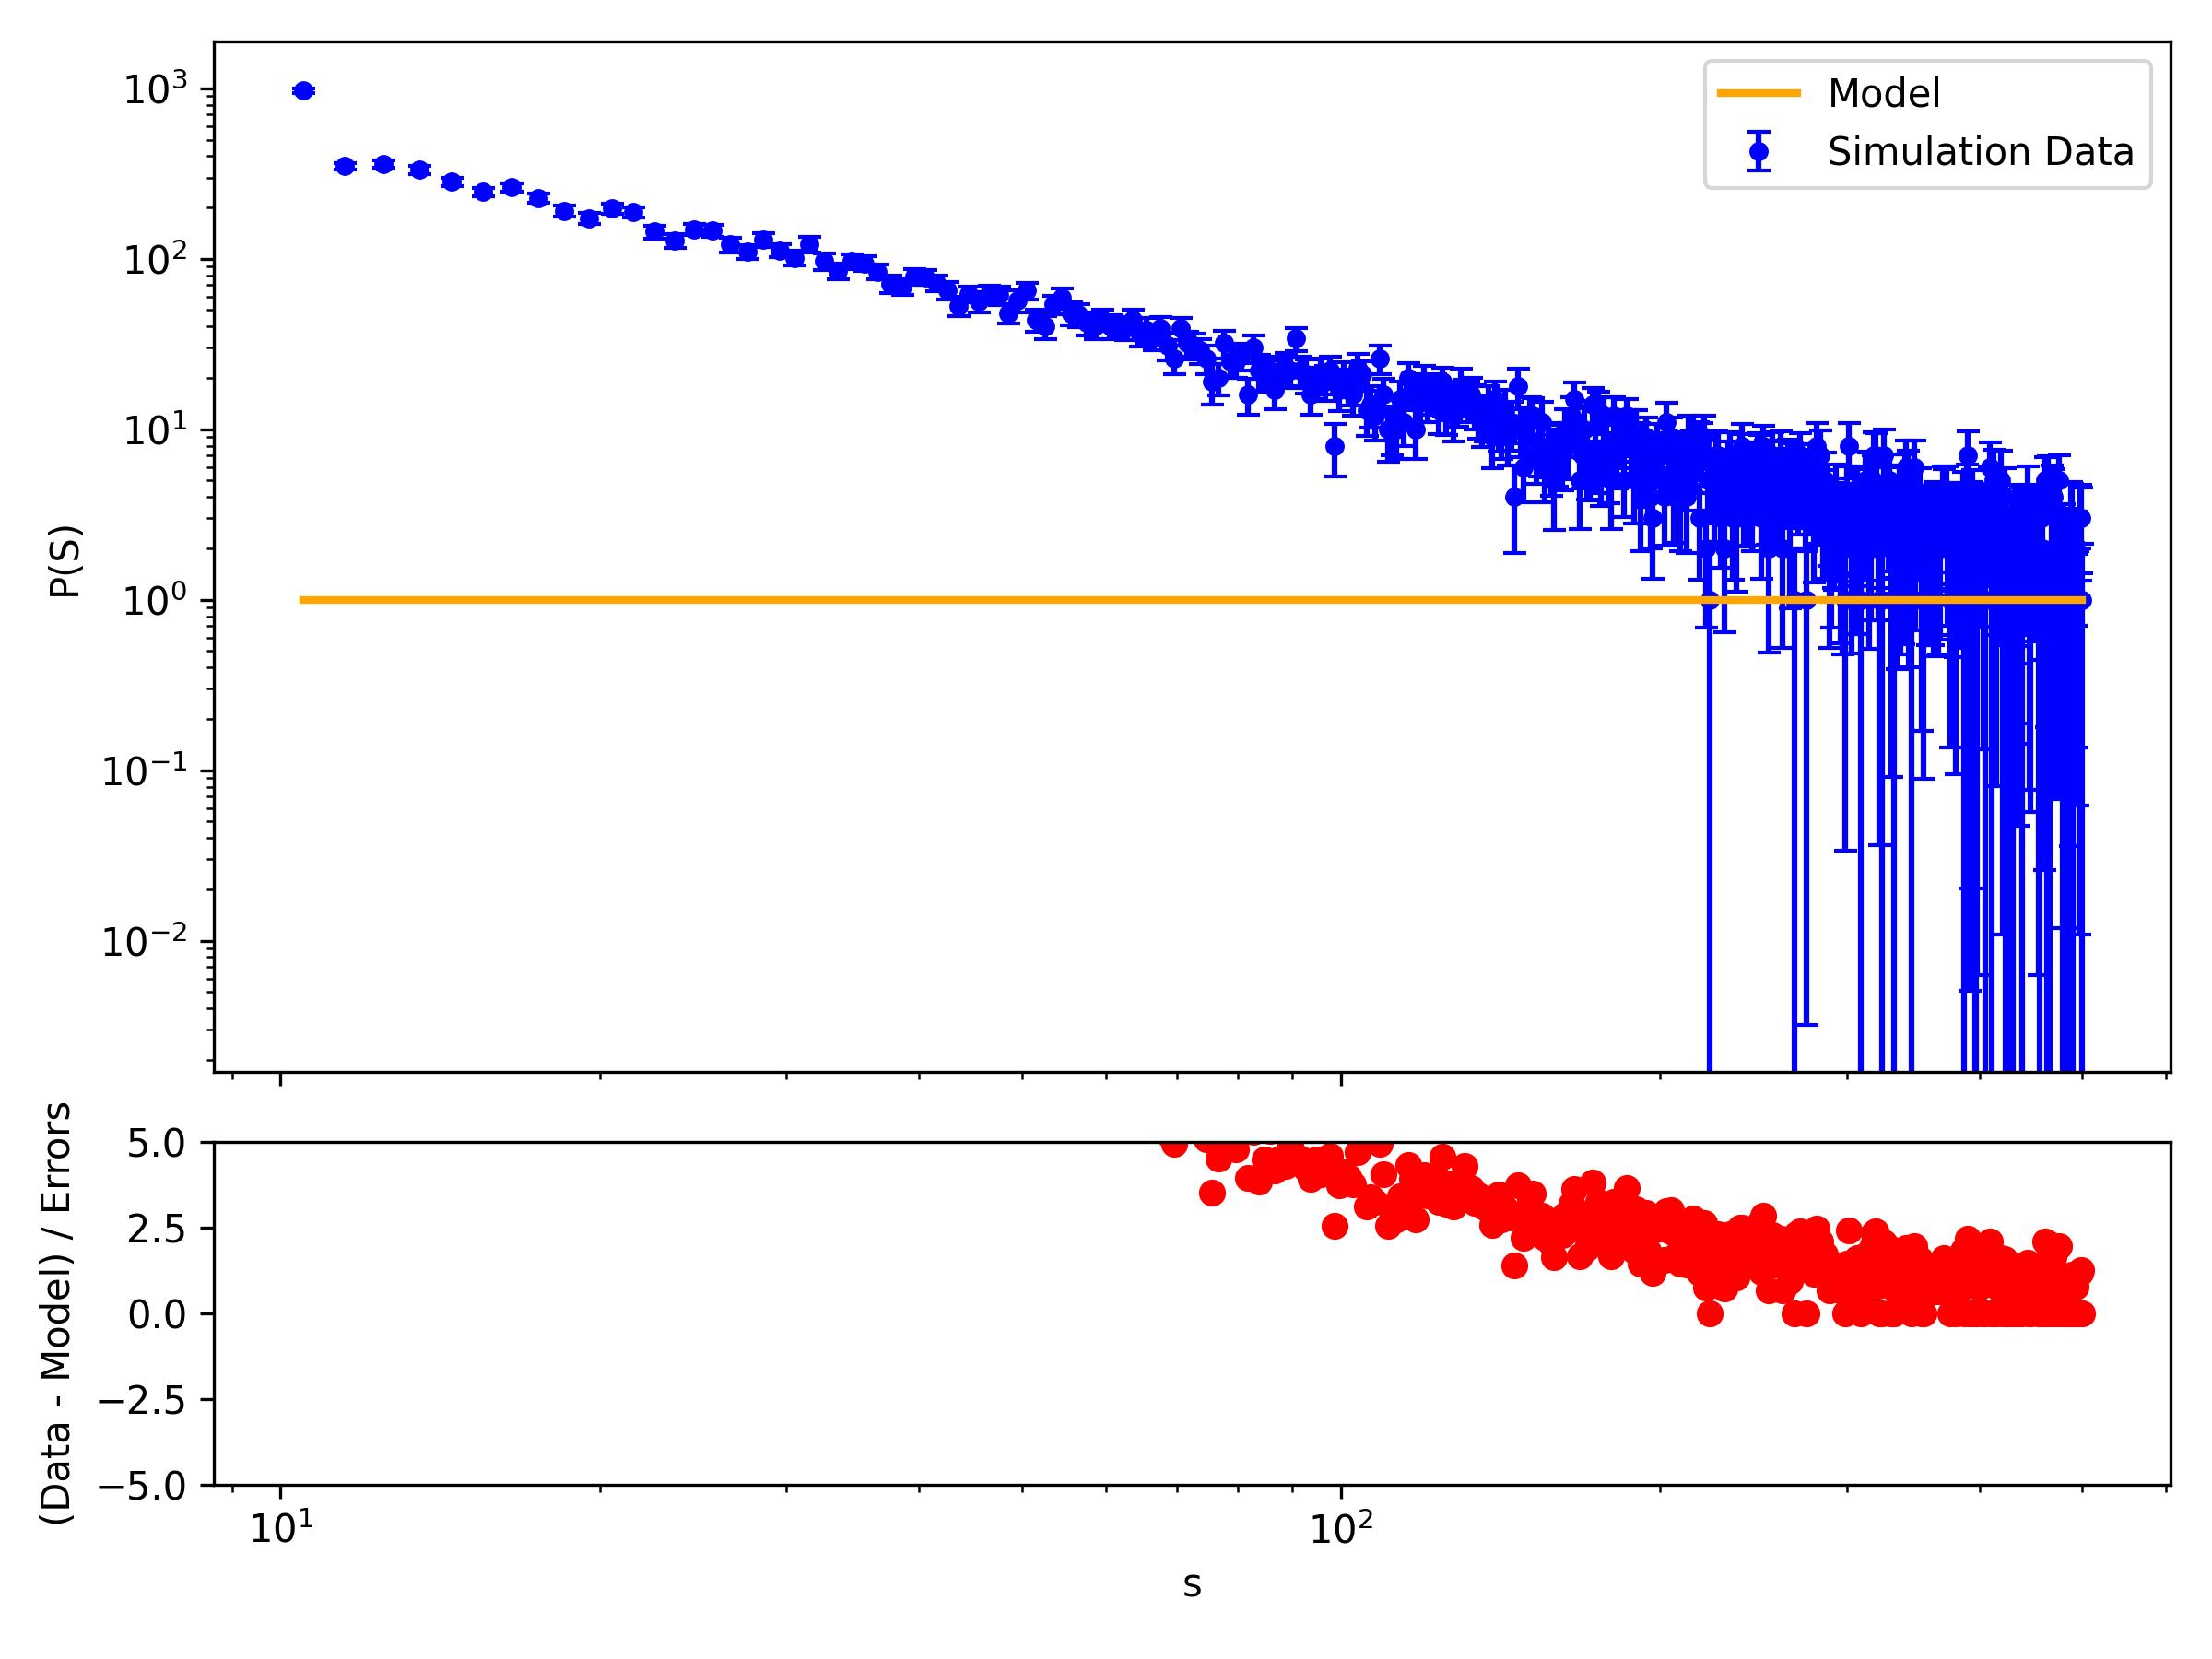 10³
10²
10¹
10⁰
10⁻¹
10⁻²
P(S)
Model
Simulation Data
5.0
2.5
0.0
−2.5
−5.0
(Data - Model) / Errors
10¹
10²
s